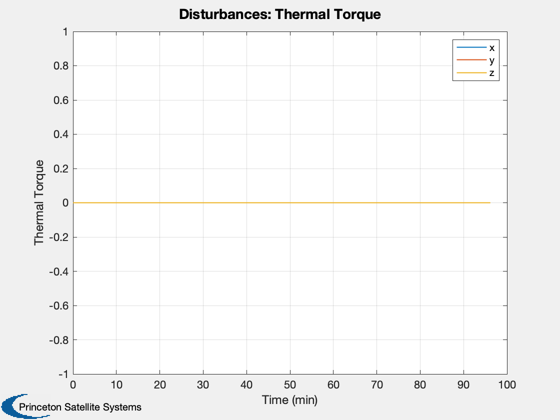 Disturbances: Thermal Torque
1
0.8
0.6
0.4
0.2
0
-0.2
-0.4
-0.6
-0.8
-1
Thermal Torque
x
y
z
0 10 20 30 40 50 60 70 80 90 100
Time (min)
Princeton Satellite Systems